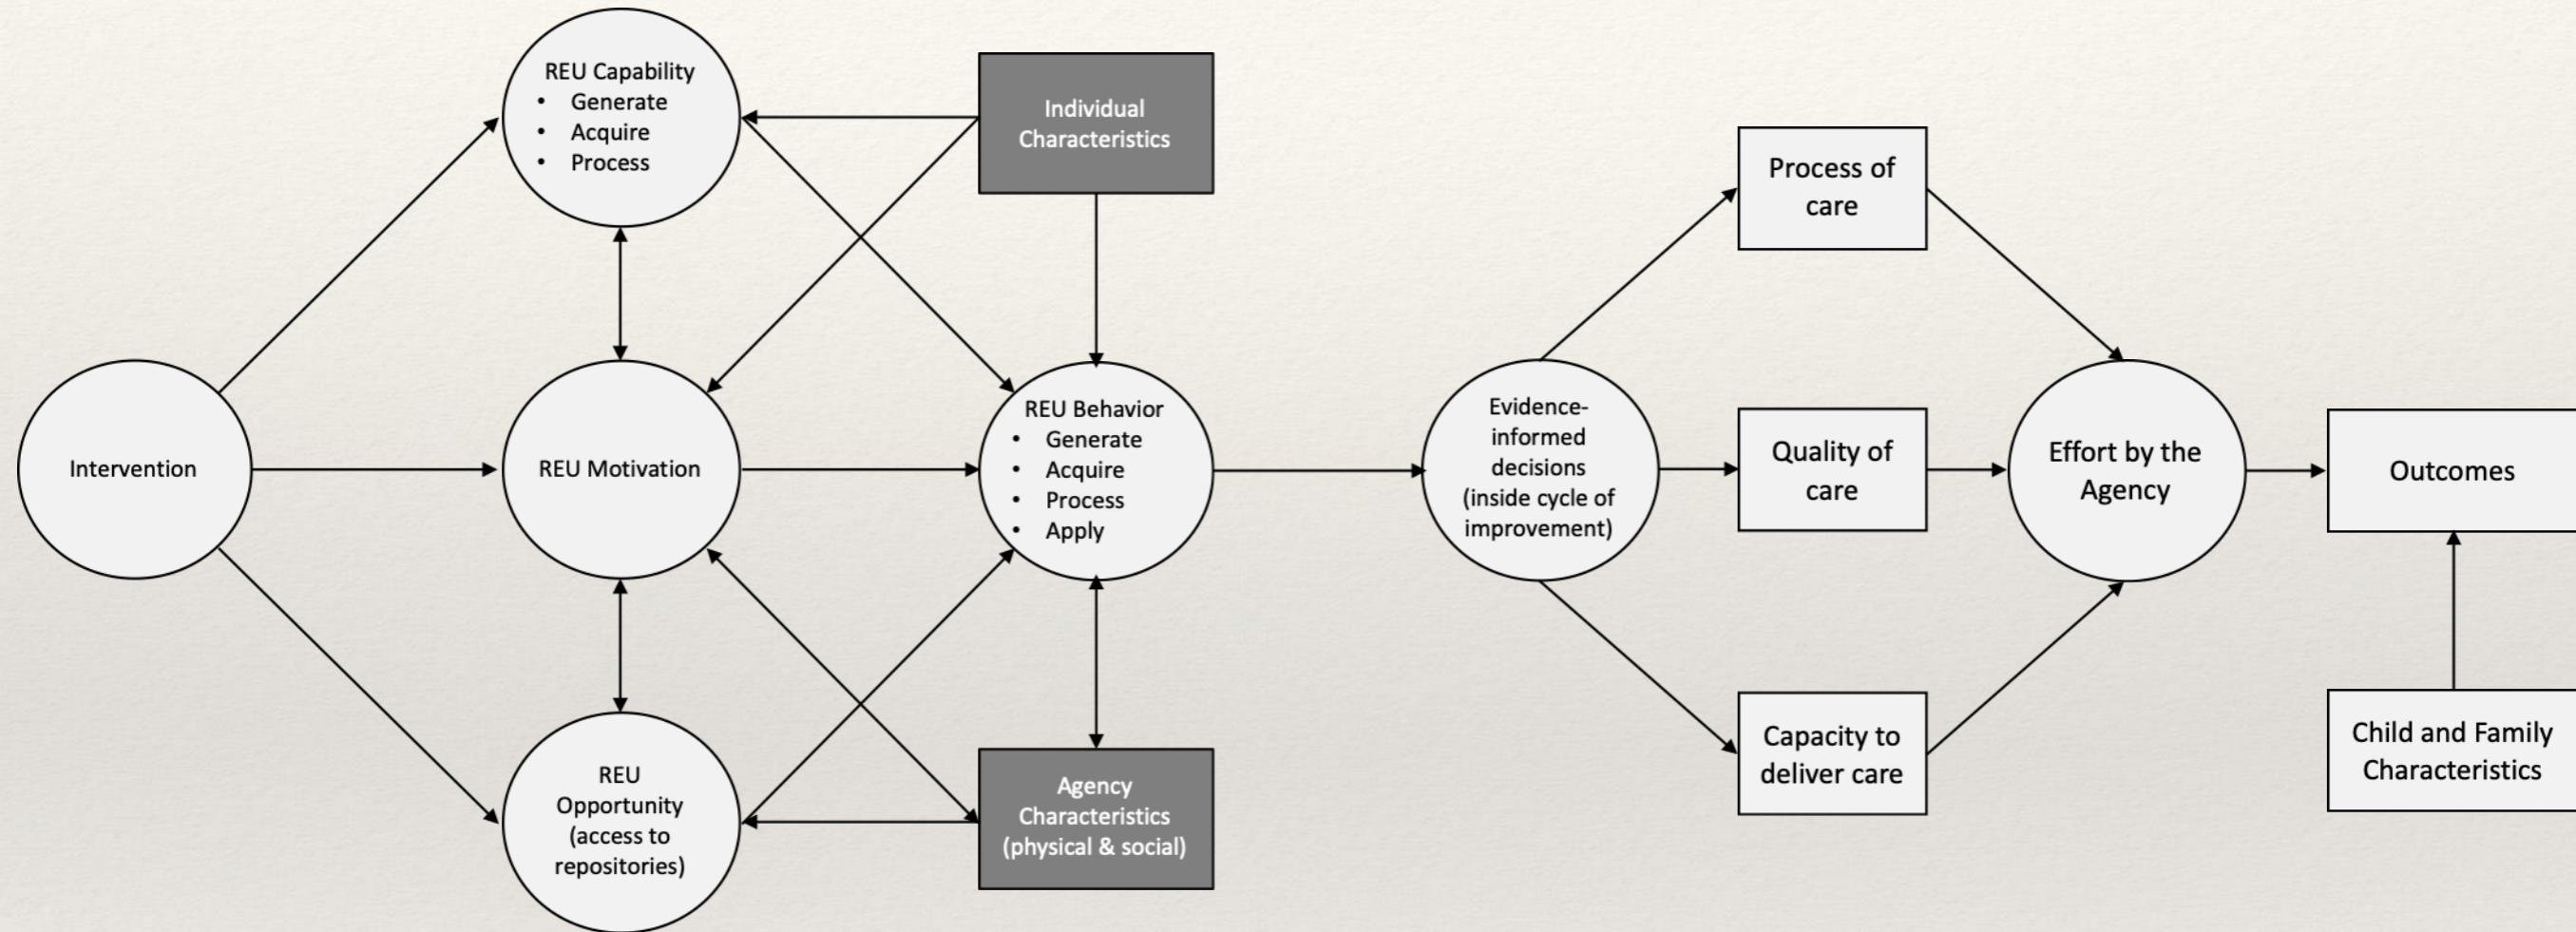 REU Capability
• Generate
• Acquire
• Process
Individual
Characteristics
Process of
care
Intervention
REU Motivation
REU Behavior
• Generate
• Acquire
• Process
• Apply
Evidence-
informed
decisions
(inside cycle of
improvement)
Quality of
care
Effort by the
Agency
Outcomes
REU
Opportunity
(access to
repositories)
Agency
Characteristics
(physical & social)
Capacity to
deliver care
Child and Family
Characteristics